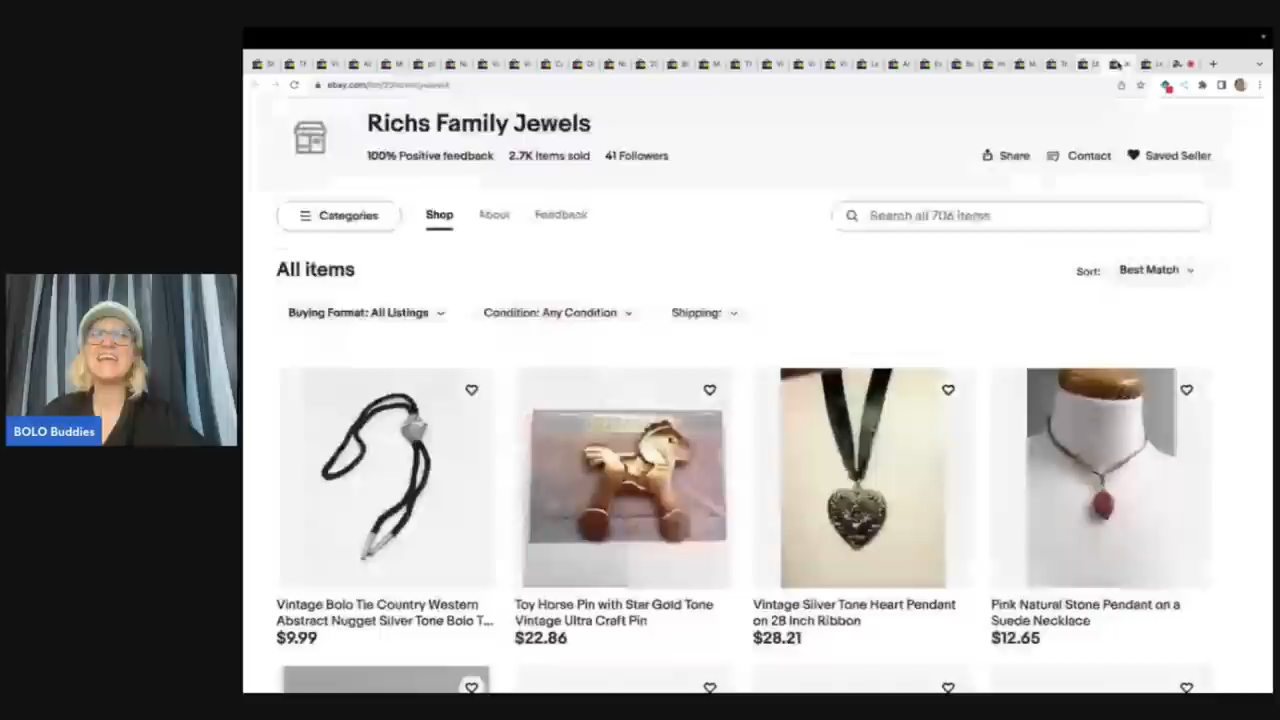 Richs Family Jewels
100% Positive feedback 2.7K items sold 41 Followers
Share Contact Saved Seller
Categories Shop About Feedback
Search all 706 items
All items
Sort: Best Match
Buying Format: All Listings Condition: Any Condition Shipping:
BOLO Buddies
Vintage Bolo Tie Country Western
Abstract Nugget Silver Tone Bolo T...
$9.99
Toy Horse Pin with Star Gold Tone
Vintage Ultra Craft Pin
$22.86
Vintage Silver Tone Heart Pendant
on 28 Inch Ribbon
$28.21
Pink Natural Stone Pendant on a
Suede Necklace
$12.65